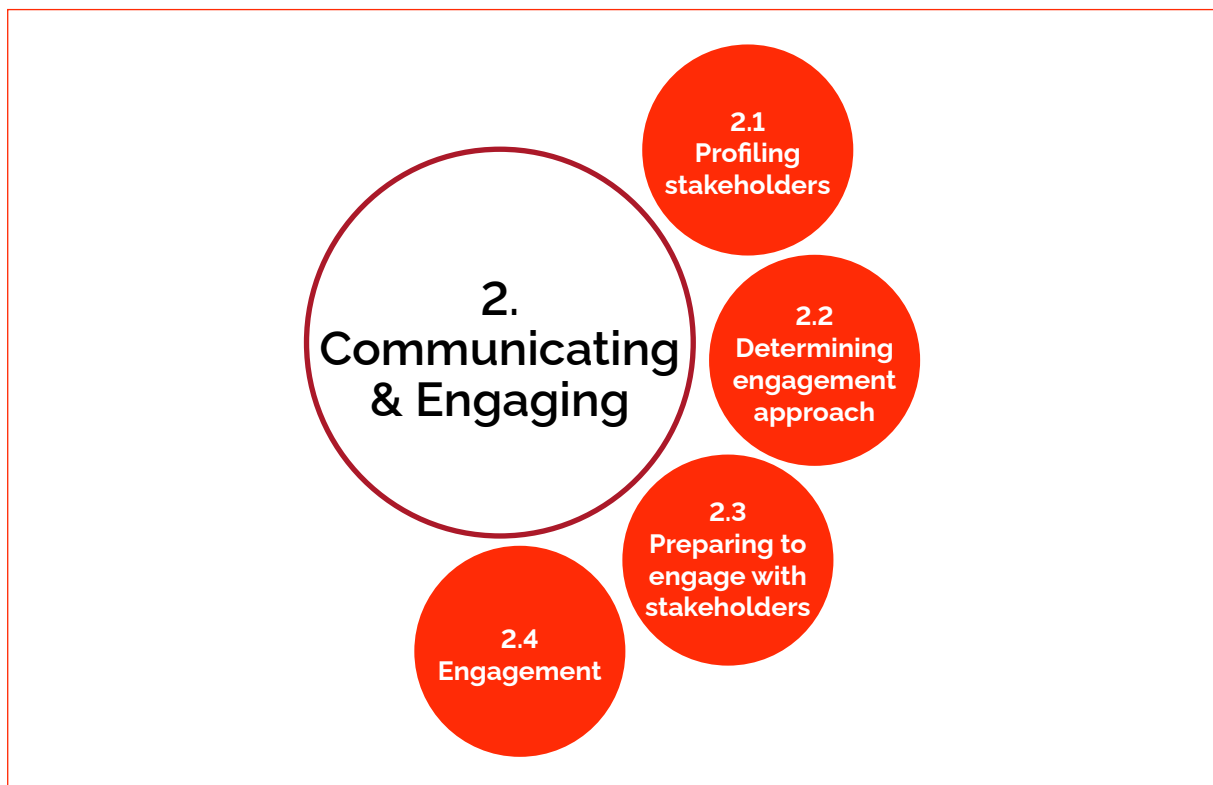 2.
Communicating
& Engaging
2.1
Profiling
stakeholders
2.2
Determining
engagement
approach
2.3
Preparing to
engage with
stakeholders
2.4
Engagement